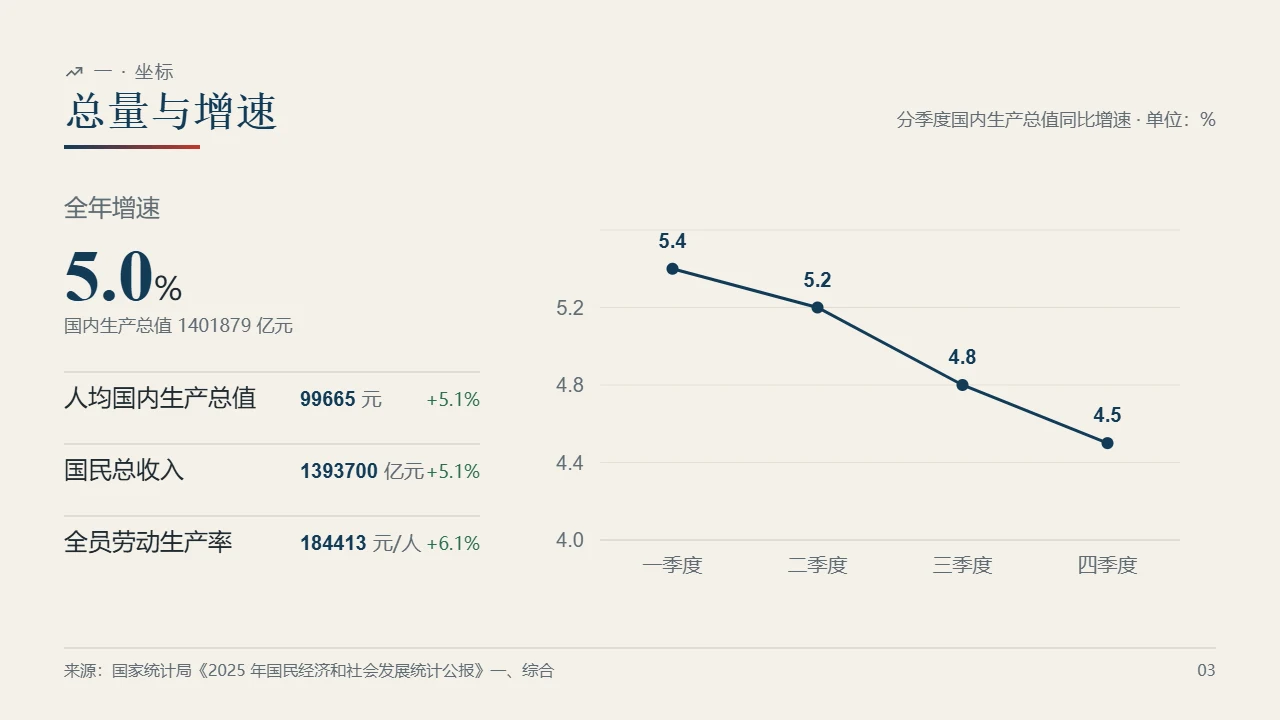 一 · 坐标
总量与增速
分季度国内生产总值同比增速 · 单位：%
全年增速
5.0%
国内生产总值 1401879 亿元
人均国内生产总值 99665 元 +5.1%
国民总收入 1393700 亿元 +5.1%
全员劳动生产率 184413 元/人 +6.1%
5.4
5.2
4.8
4.5
5.2
4.8
4.4
4.0
一季度 二季度 三季度 四季度
来源：国家统计局《2025 年国民经济和社会发展统计公报》一、综合
03